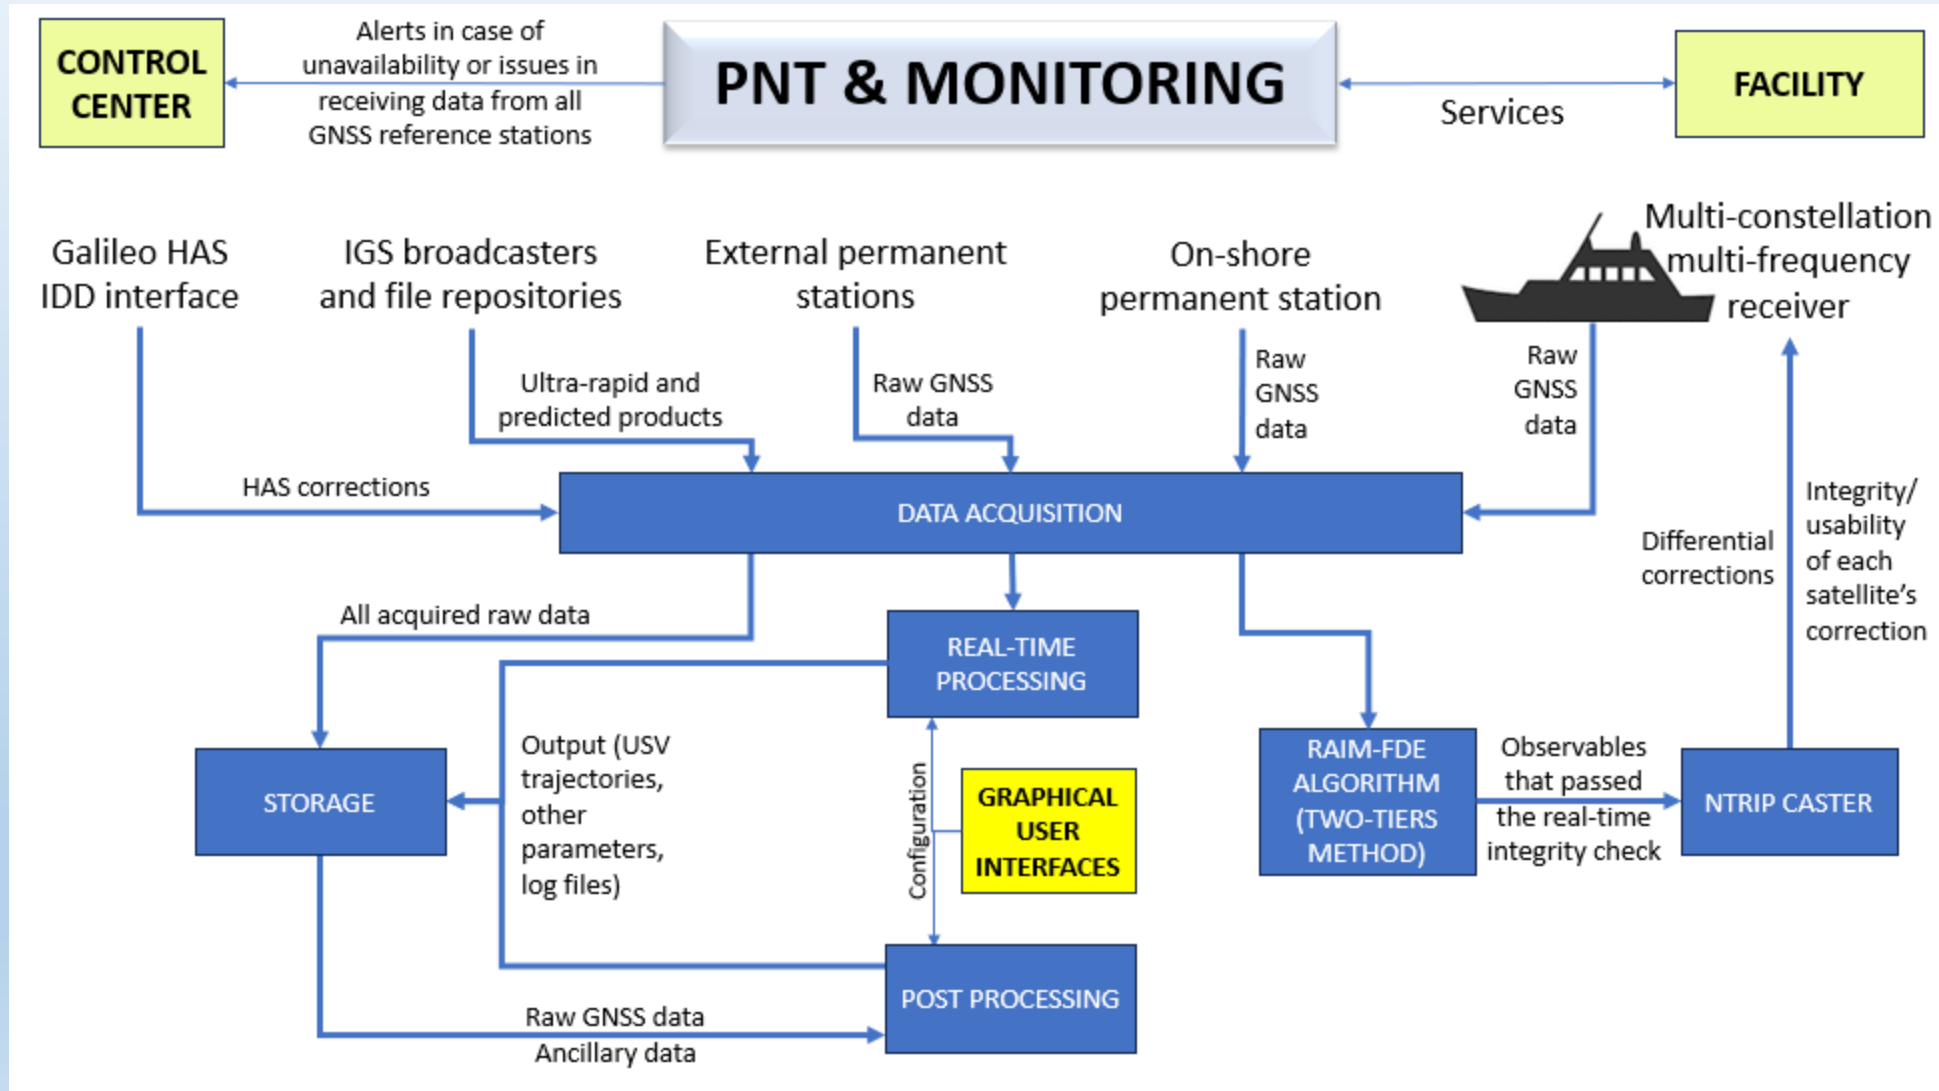 CONTROL
CENTER
Alerts in case of
unavailability or issues in
receiving data from all
GNSS reference stations
PNT & MONITORING
Services
FACILITY
Galileo HAS
IDD interface
IGS broadcasters
and file repositories
External permanent
stations
On-shore
permanent station
Multi-constellation
multi-frequency
receiver
HAS corrections
Ultra-rapid and
predicted products
Raw GNSS
data
Raw
GNSS
data
Raw
GNSS
data
DATA ACQUISITION
Differential
corrections
Integrity/
usability
of each
satellite's
correction
All acquired raw data
REAL-TIME
PROCESSING
STORAGE
Output (USV
trajectories,
other
parameters,
log files)
Configuration
GRAPHICAL
USER
INTERFACES
RAIM-FDE
ALGORITHM
(TWO-TIERS
METHOD)
Observables
that passed
the real-time
integrity check
NTRIP CASTER
POST PROCESSING
Raw GNSS data
Ancillary data